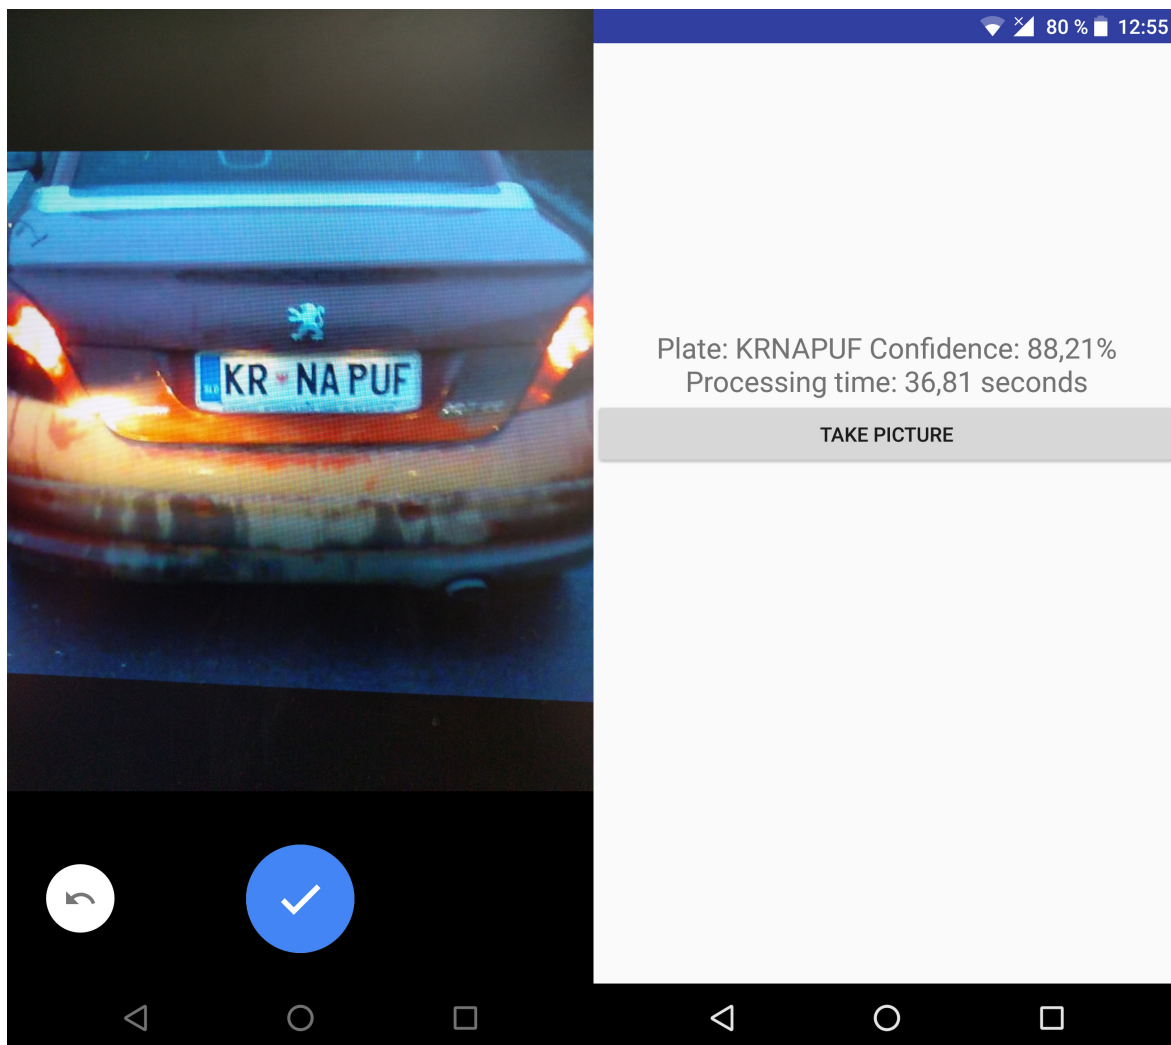 KR NA PUF
80 % 12:55
Plate: KRNAPUF Confidence: 88,21%
Processing time: 36,81 seconds
TAKE PICTURE